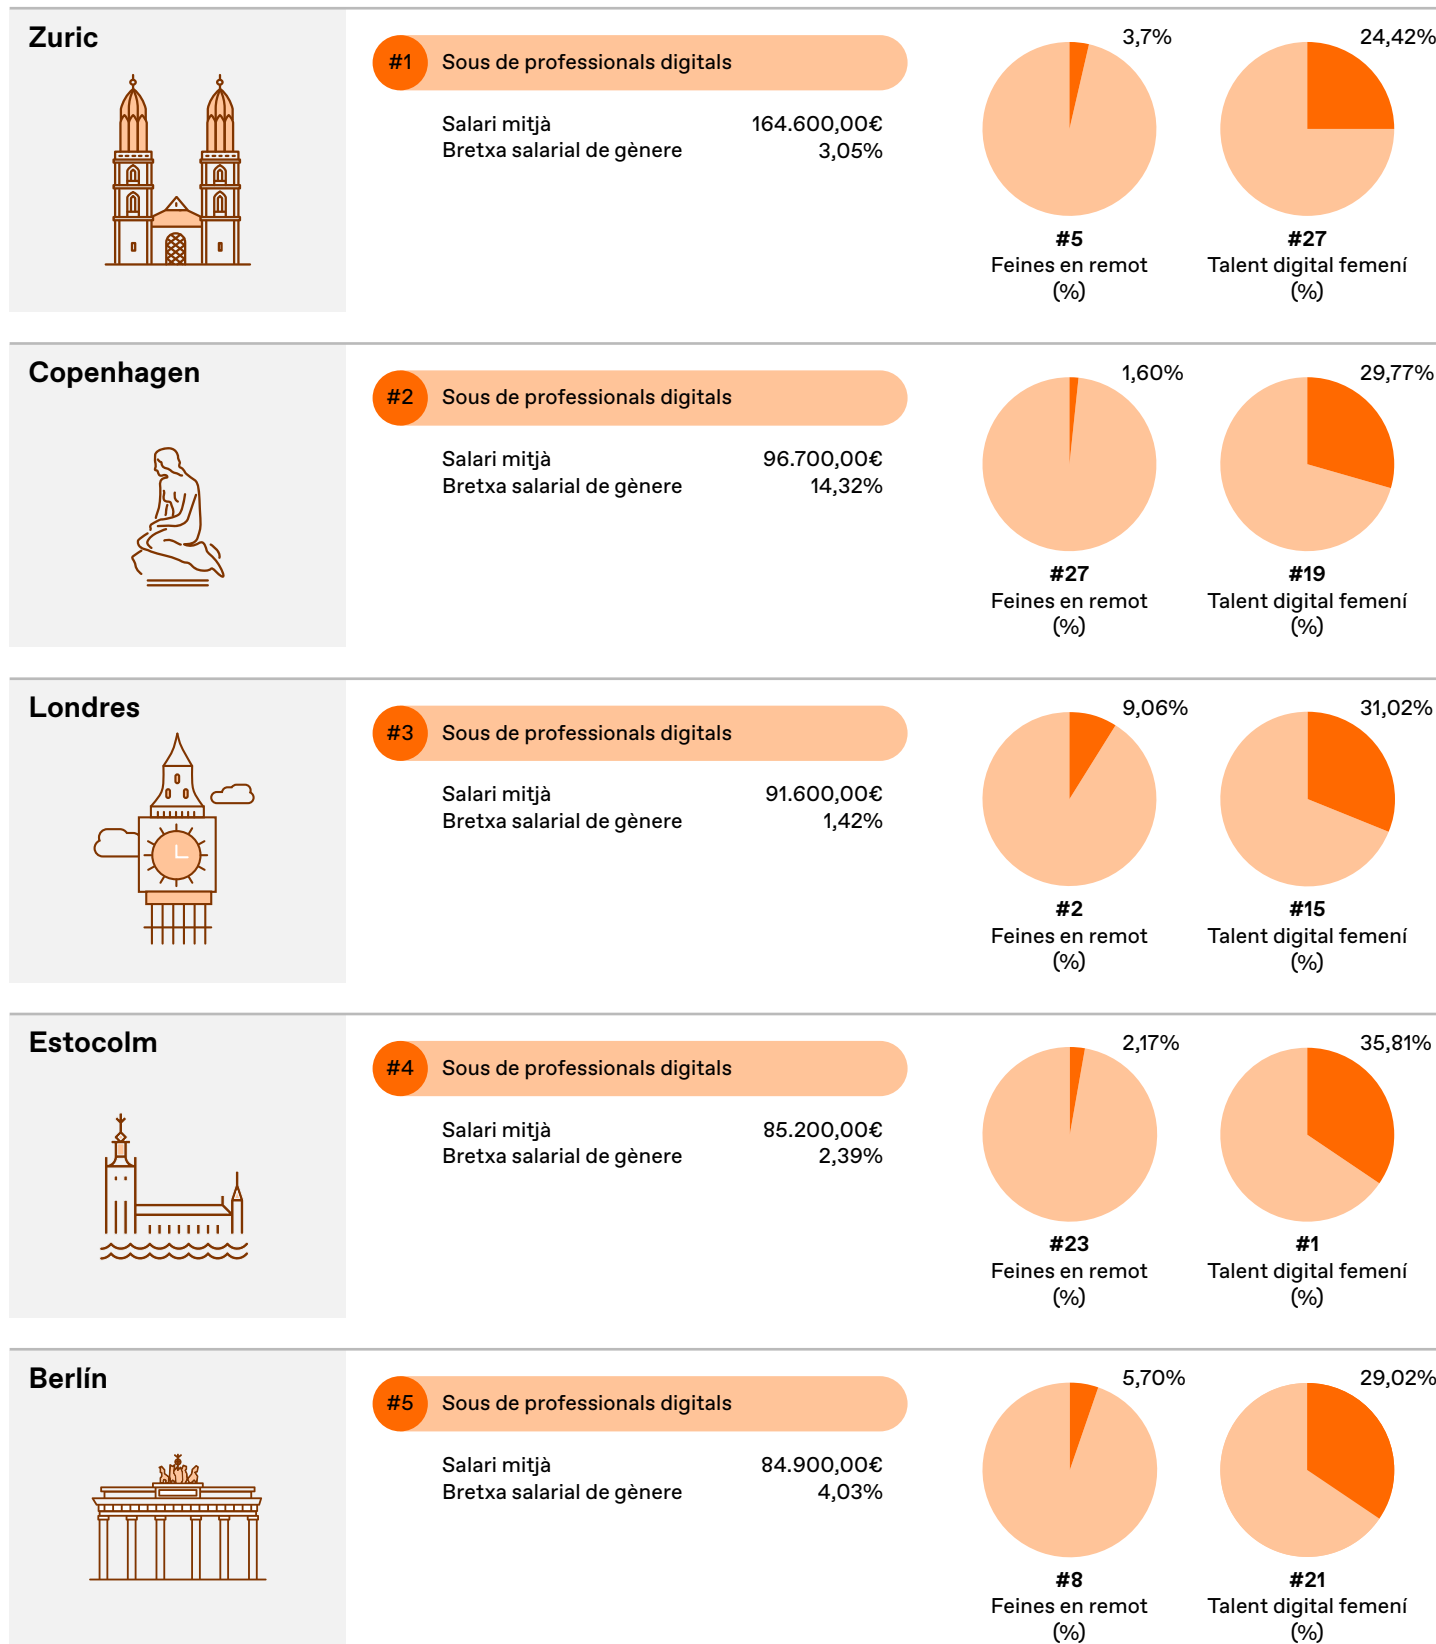 Zuric
#1 Sous de professionals digitals
Salari mitjà 164.600,00€
Bretxa salarial de gènere 3,05%
3,7%
#5
Feines en remot
(%)
24,42%
#27
Talent digital femení
(%)
Copenhagen
#2 Sous de professionals digitals
Salari mitjà 96.700,00€
Bretxa salarial de gènere 14,32%
1,60%
#27
Feines en remot
(%)
29,77%
#19
Talent digital femení
(%)
Londres
#3 Sous de professionals digitals
Salari mitjà 91.600,00€
Bretxa salarial de gènere 1,42%
9,06%
#2
Feines en remot
(%)
31,02%
#15
Talent digital femení
(%)
Estocolm
#4 Sous de professionals digitals
Salari mitjà 85.200,00€
Bretxa salarial de gènere 2,39%
2,17%
#23
Feines en remot
(%)
35,81%
#1
Talent digital femení
(%)
Berlín
#5 Sous de professionals digitals
Salari mitjà 84.900,00€
Bretxa salarial de gènere 4,03%
5,70%
#8
Feines en remot
(%)
29,02%
#21
Talent digital femení
(%)